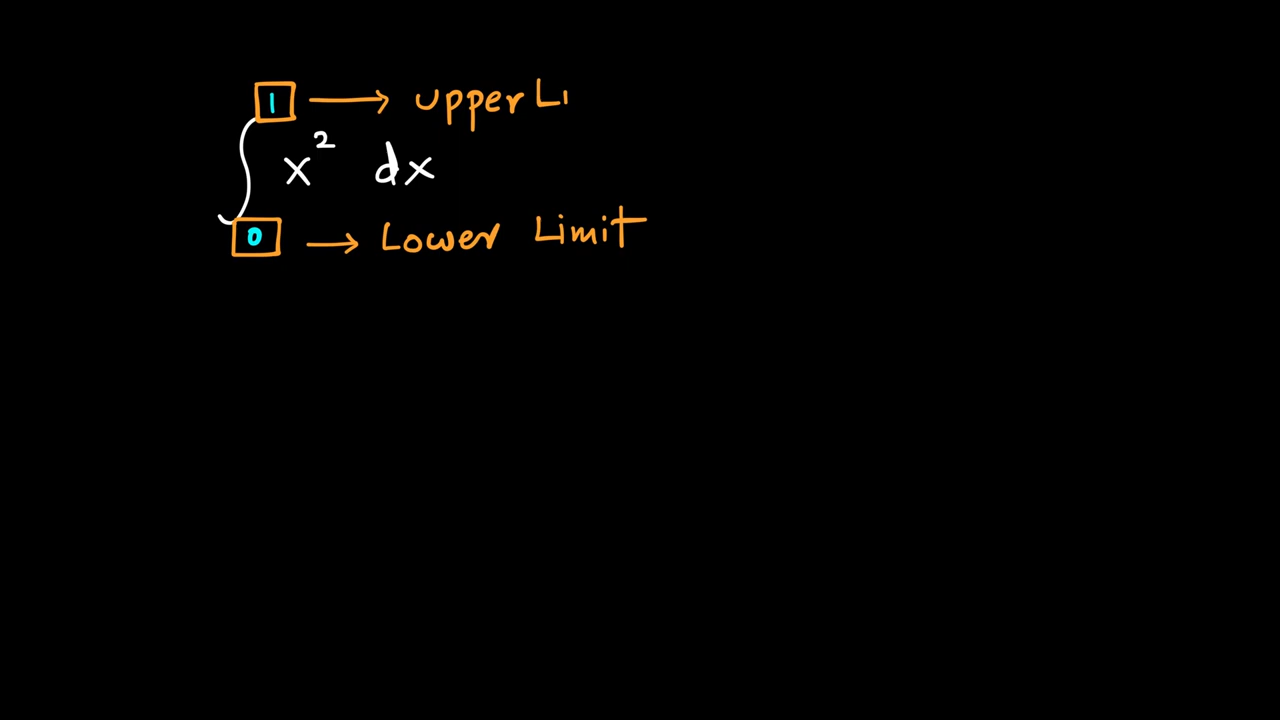 1 → upper Li
∫ x² dx
0 → Lower Limit